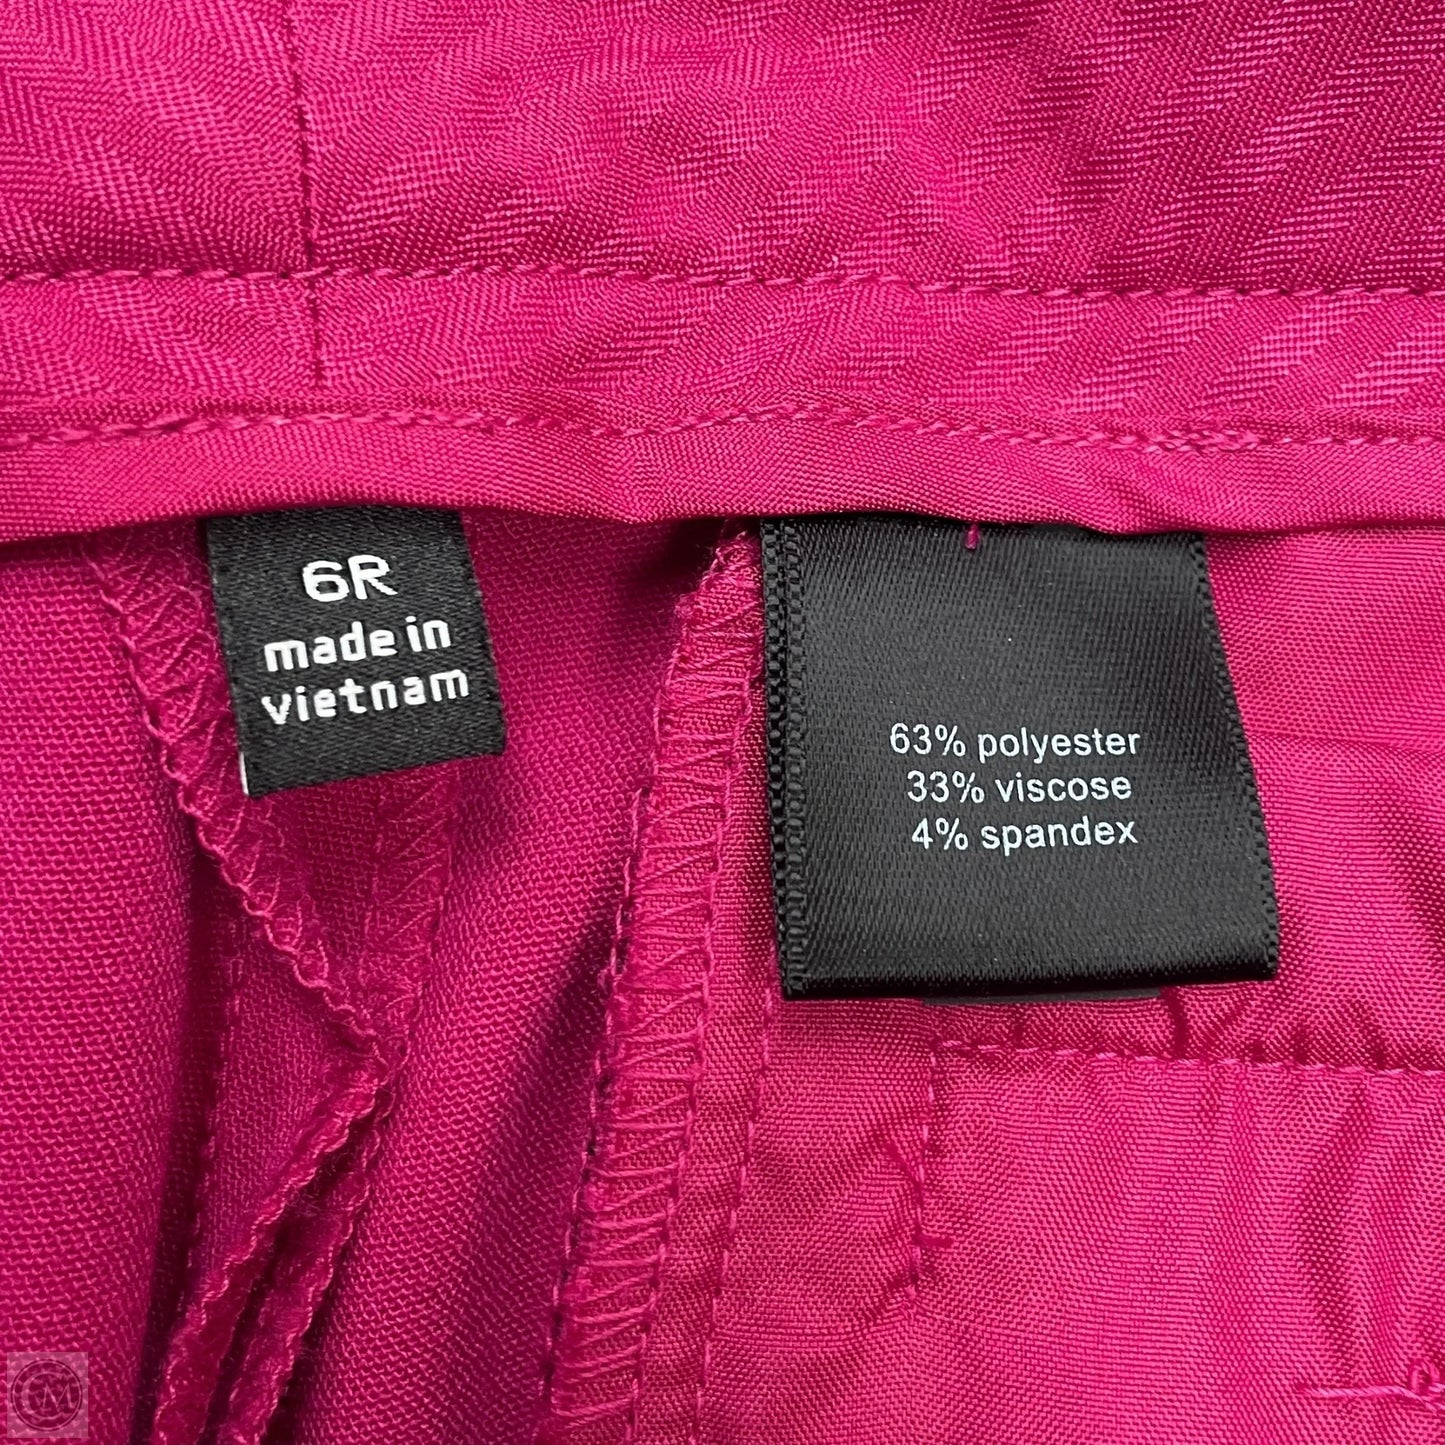 6R
made in
vietnam
63% polyester
33% viscose
4% spandex